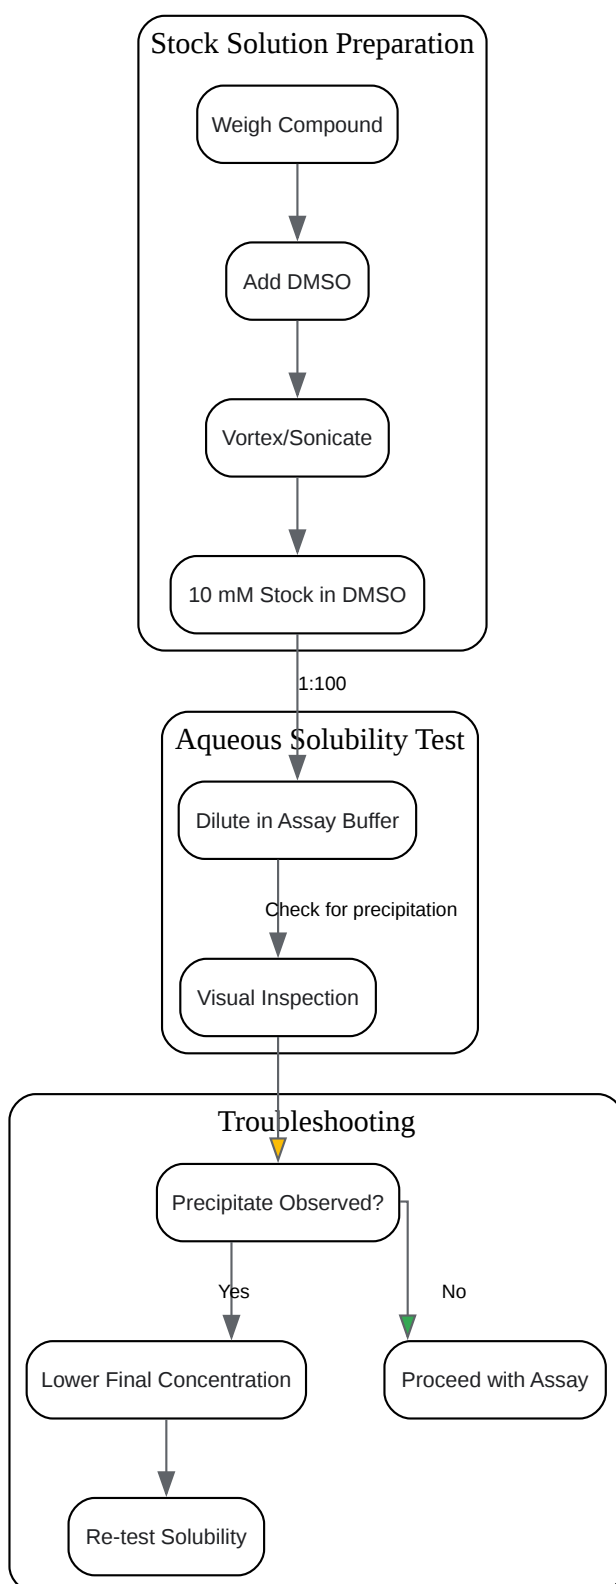 Stock Solution Preparation
Weigh Compound
Add DMSO
Vortex/Sonicate
10 mM Stock in DMSO
1:100
Aqueous Solubility Test
Dilute in Assay Buffer
Check for precipitation
Visual Inspection
Troubleshooting
Precipitate Observed?
Yes
No
Lower Final Concentration
Proceed with Assay
Re-test Solubility